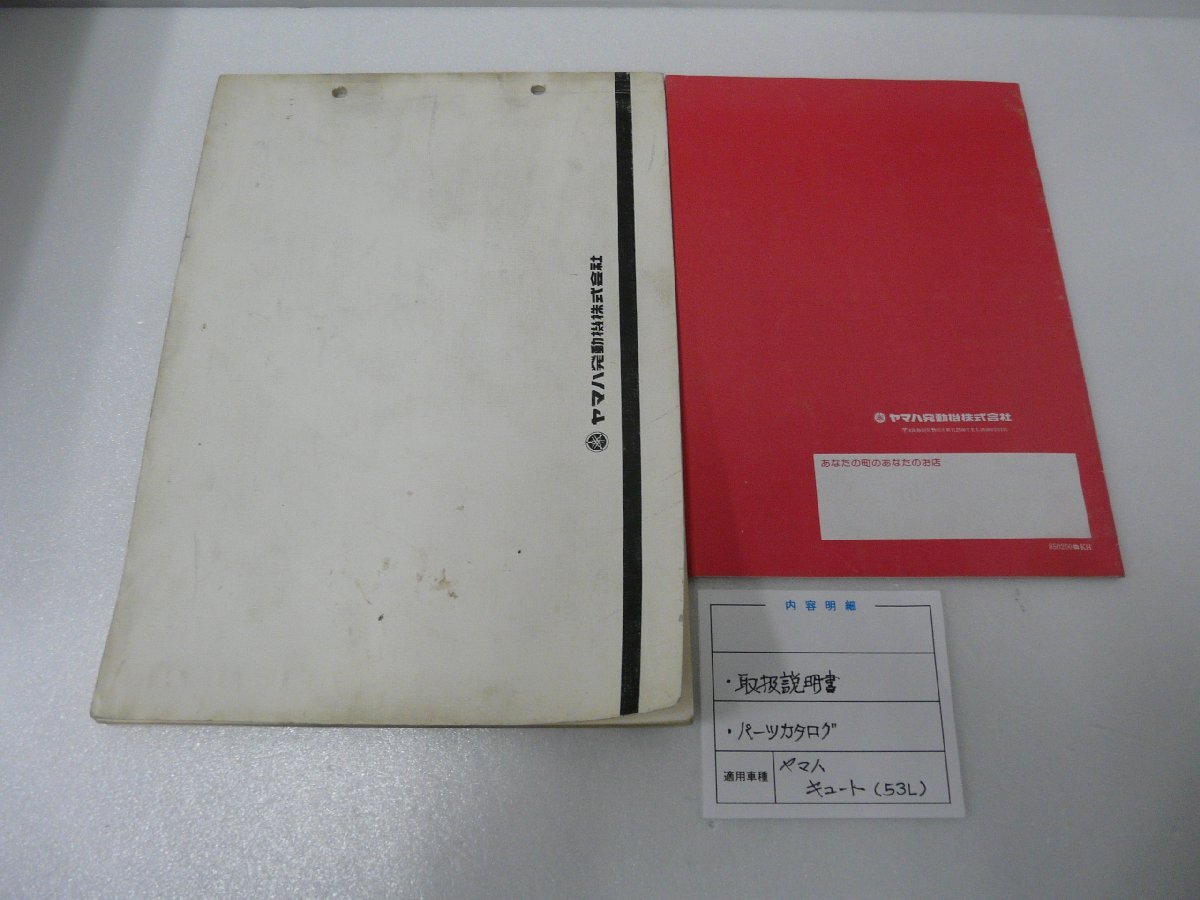 ヤマハ発動機株式会社
ヤマハ発動機株式会社
あなたの町のあなたのお店
内容明細
・取扱説明書
・パーツカタログ
適用車種
ヤマハ
キュート(53L)